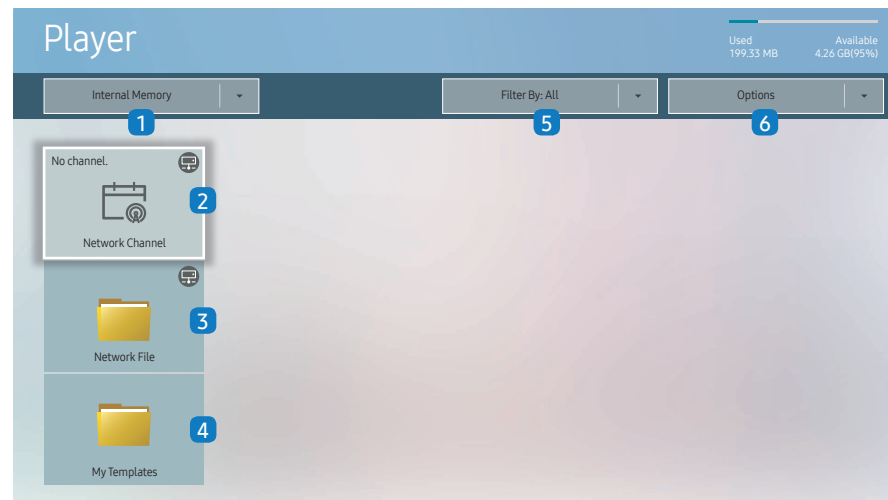 Player
Used Available
199.33 MB 4.26 GB(95%)
Internal Memory Filter By: All Options
1 5 6
No channel.
2
Network Channel
3
Network File
4
My Templates